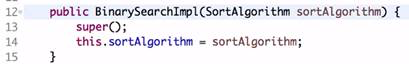 12 public BinarySearchImpl(SortAlgorithm sortAlgorithm) {
13 super();
14 this.sortAlgorithm = sortAlgorithm;
15 }